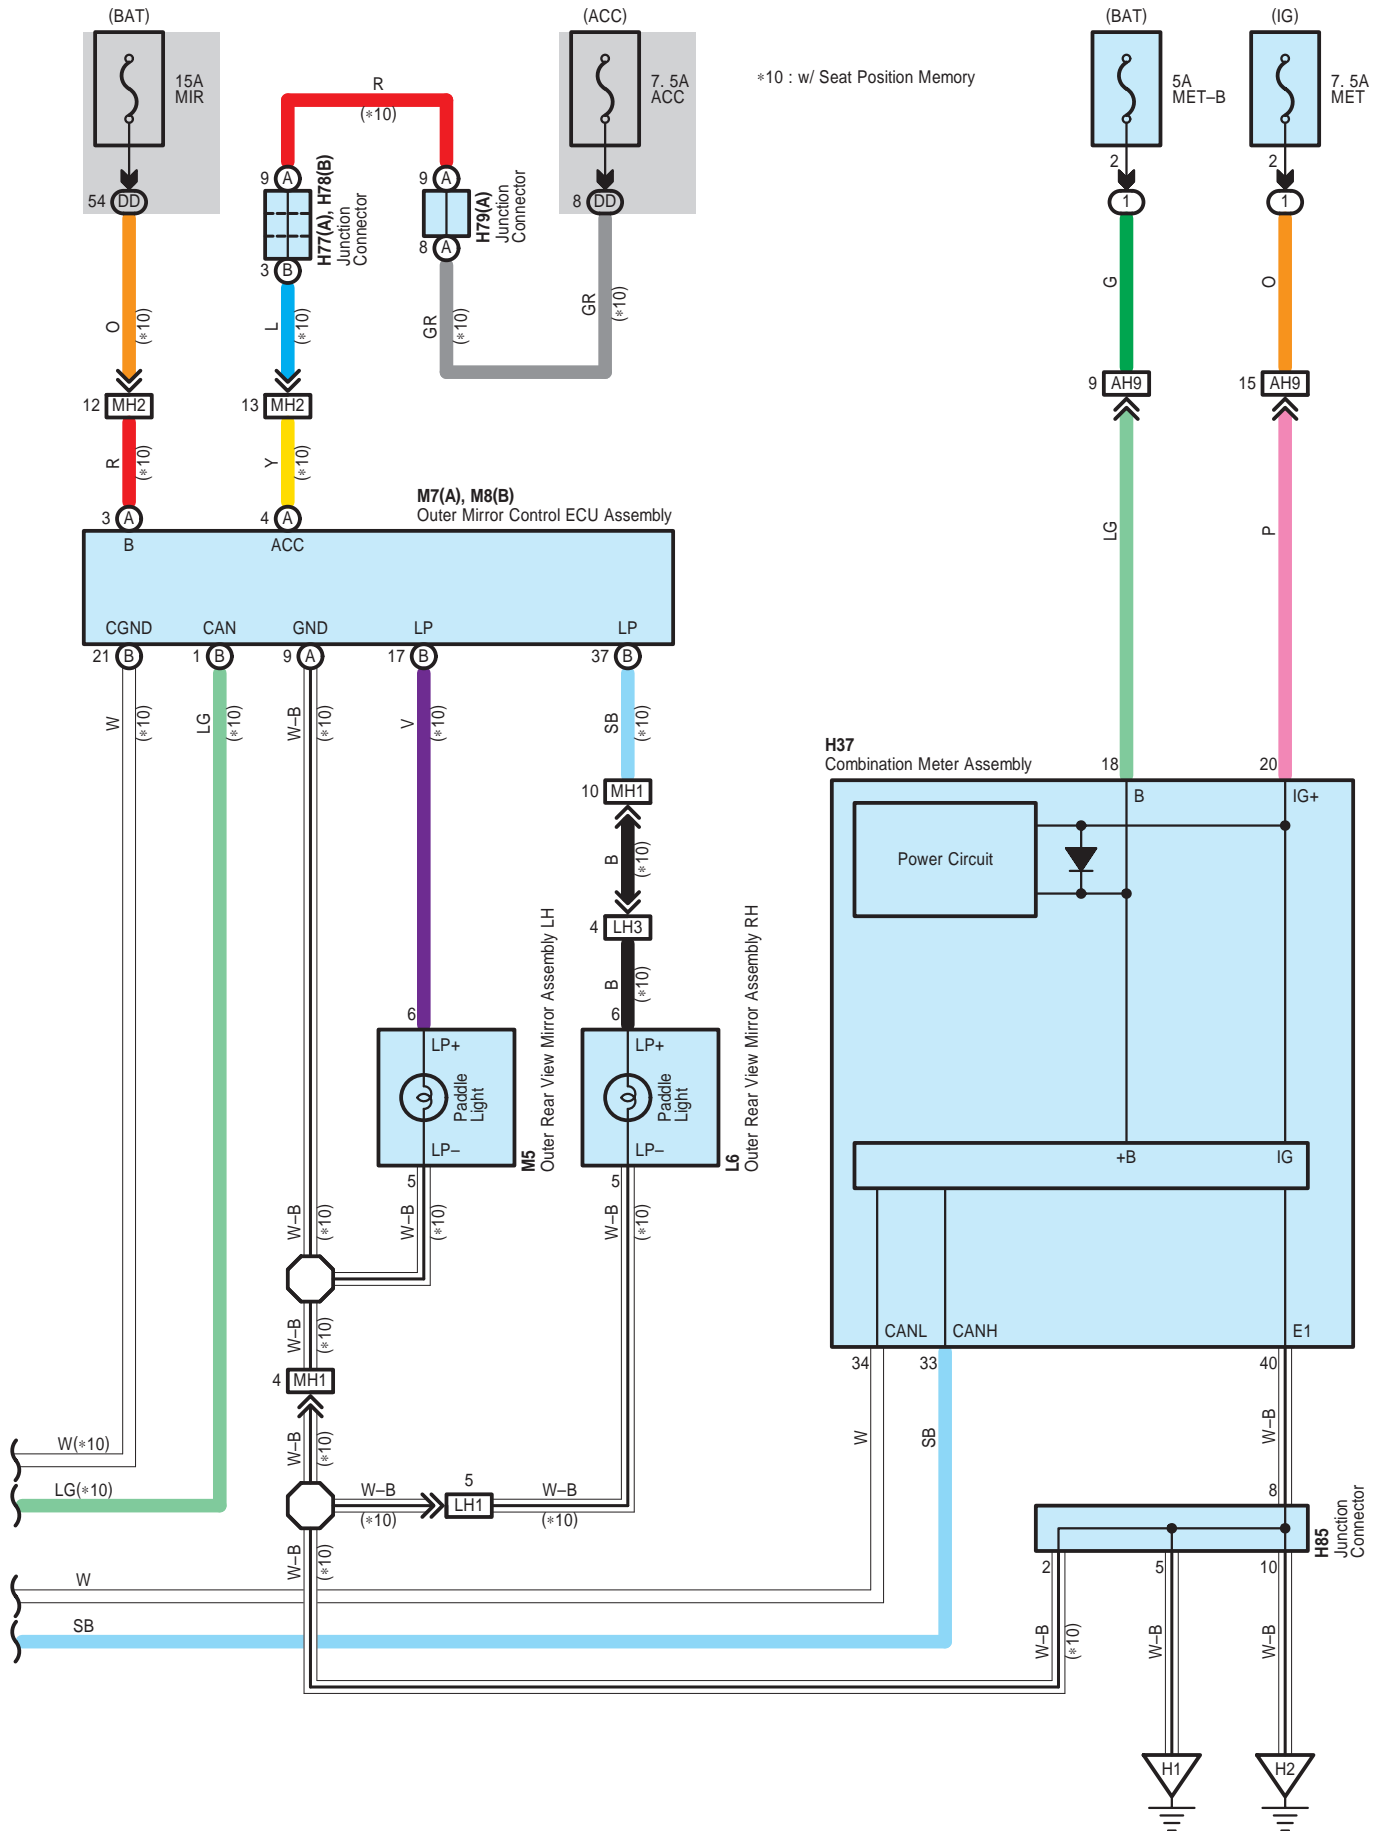 (BAT)
(ACC)
(BAT)
(IG)
15A
MIR
R
(∗10)
7. 5A
ACC
∗10 : w/ Seat Position Memory
5A
MET–B
7. 5A
MET
2
2
54 DD
9 A
H77(A), H78(B)
Junction
Connector
3 B
9 A
H79(A)
Junction
Connector
8 A
8 DD
1
1
O
(∗10)
L
(∗10)
GR
(∗10)
GR
(∗10)
G
O
12 MH2
13 MH2
9 AH9
15 AH9
R
(∗10)
Y
(∗10)
LG
P
M7(A), M8(B)
Outer Mirror Control ECU Assembly
3 A
4 A
B
ACC
CGND
CAN
GND
LP
LP
21 B
1 B
9 A
17 B
37 B
W
(∗10)
LG
(∗10)
W–B
(∗10)
V
(∗10)
SB
(∗10)
H37
Combination Meter Assembly
18
20
B
IG+
10 MH1
B
(∗10)
Power Circuit
4 LH3
B
(∗10)
6
6
LP+
Paddle
Light
LP–
M5
Outer Rear View Mirror Assembly LH
LP+
Paddle
Light
LP–
L6
Outer Rear View Mirror Assembly RH
+B
IG
5
5
W–B
(∗10)
W–B
(∗10)
W–B
(∗10)
W–B
(∗10)
CANL
CANH
E1
34
33
40
4 MH1
W–B
(∗10)
W
SB
W–B
W(∗10)
LG(∗10)
W–B
(∗10)
5
LH1
W–B
(∗10)
8
H85
Junction
Connector
W–B
(∗10)
2
5
10
W
SB
W–B
(∗10)
W–B
W–B
H1
H2